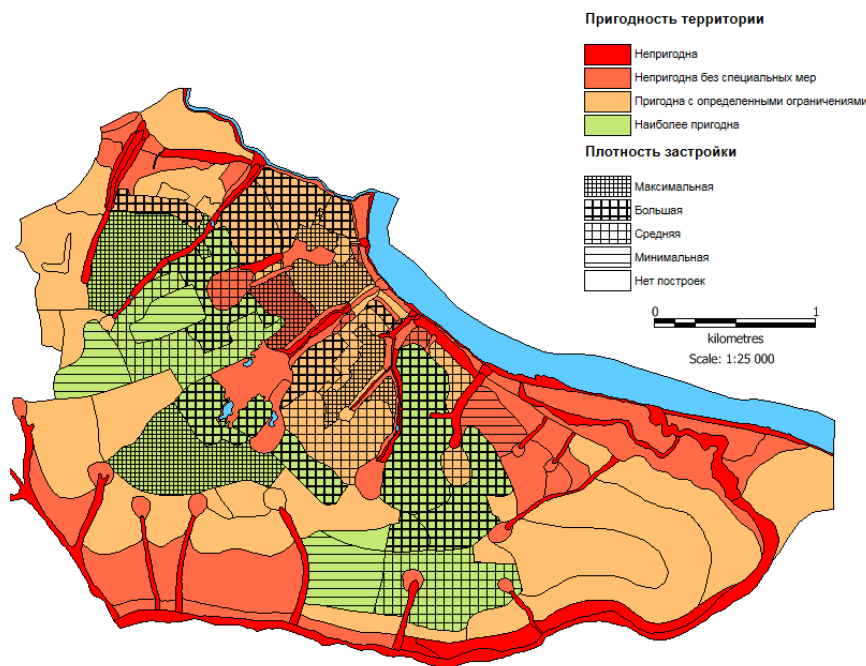 Пригодность территории
Непригодна
Непригодна без специальных мер
Пригодна с определенными ограничениями
Наиболее пригодна
Плотность застройки
Максимальная
Большая
Средняя
Минимальная
Нет построек
0 1
kilometres
Scale: 1:25 000